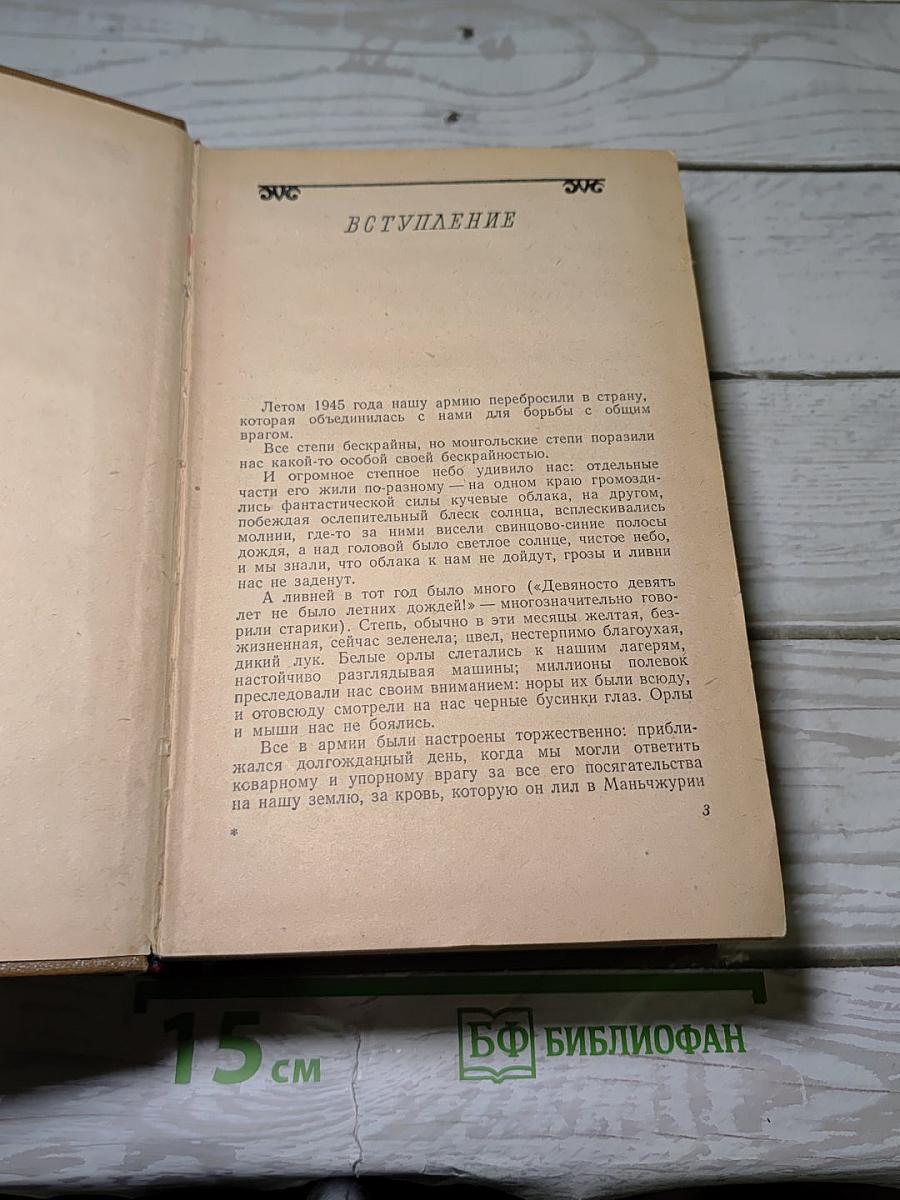 ВСТУПЛЕНИЕ
Летом 1945 года нашу армию перебросили в страну,
которая объединилась с нами для борьбы с общим
врагом.
Все степи бескрайны, но монгольские степи поразили
нас какой-то особой своей бескрайностью.
И огромное степное небо удивило нас: отдельные
части его жили по-разному — на одном краю громозди-
лись фантастической силы кучевые облака, на другом,
побеждая ослепительный блеск солнца, всплескивались
молнии, где-то за ними висели свинцово-синие полосы
дождя, а над головой было светлое солнце, чистое небо,
и мы знали, что облака к нам не дойдут, грозы и ливни
нас не заденут.
А ливней в тот год было много («Девяносто девять
лет не было летних дождей!» — многозначительно гово-
рили старики). Степь, обычно в эти месяцы желтая, без-
жизненная, сейчас зеленела; цвел, нестерпимо благоухая,
дикий лук. Белые орлы слетались к нашим лагерям,
настойчиво разглядывая машины; миллионы полевок
преследовали нас своим вниманием: норы их были всюду,
и отовсюду смотрели на нас черные бусинки глаз. Орлы
и мыши нас не боялись.
Все в армии были настроены торжественно: прибли-
жался долгожданный день, когда мы могли ответить
коварному и упорному врагу за все его посягательства
на нашу землю, за кровь, которую он лил в Маньчжурии
*
3
15 см
БФ БИБЛИОФАН